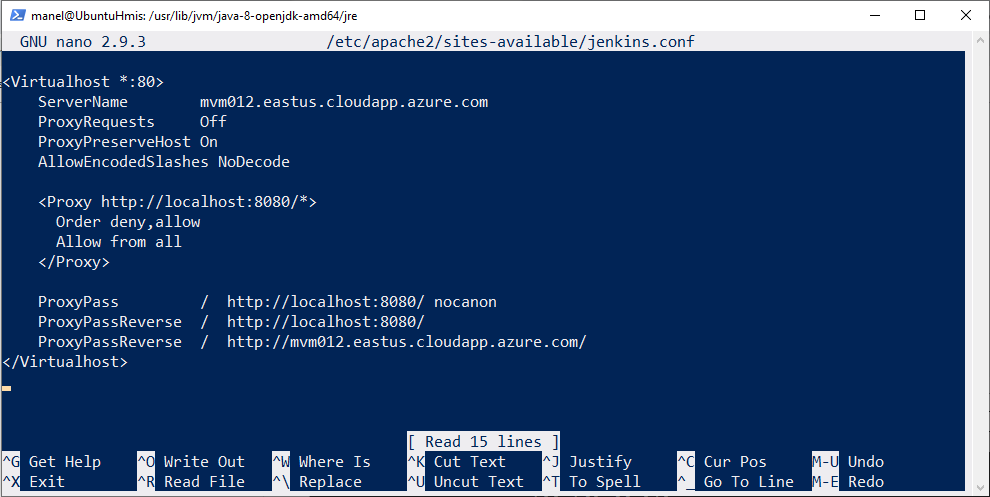 manel@UbuntuHmis: /usr/lib/jvm/java-8-openjdk-amd64/jre
GNU nano 2.9.3 /etc/apache2/sites-available/jenkins.conf
<Virtualhost *:80>
ServerName mvm012.eastus.cloudapp.azure.com
ProxyRequests Off
ProxyPreserveHost On
AllowEncodedSlashes NoDecode
<Proxy http://localhost:8080/*>
Order deny,allow
Allow from all
</Proxy>
ProxyPass / http://localhost:8080/ nocanon
ProxyPassReverse / http://localhost:8080/
ProxyPassReverse / http://mvm012.eastus.cloudapp.azure.com/
</Virtualhost>
[ Read 15 lines ]
^G Get Help ^O Write Out ^W Where Is ^K Cut Text ^J Justify ^C Cur Pos M-U Undo
^X Exit ^R Read File ^\ Replace ^U Uncut Text ^T To Spell ^_ Go To Line M-E Redo